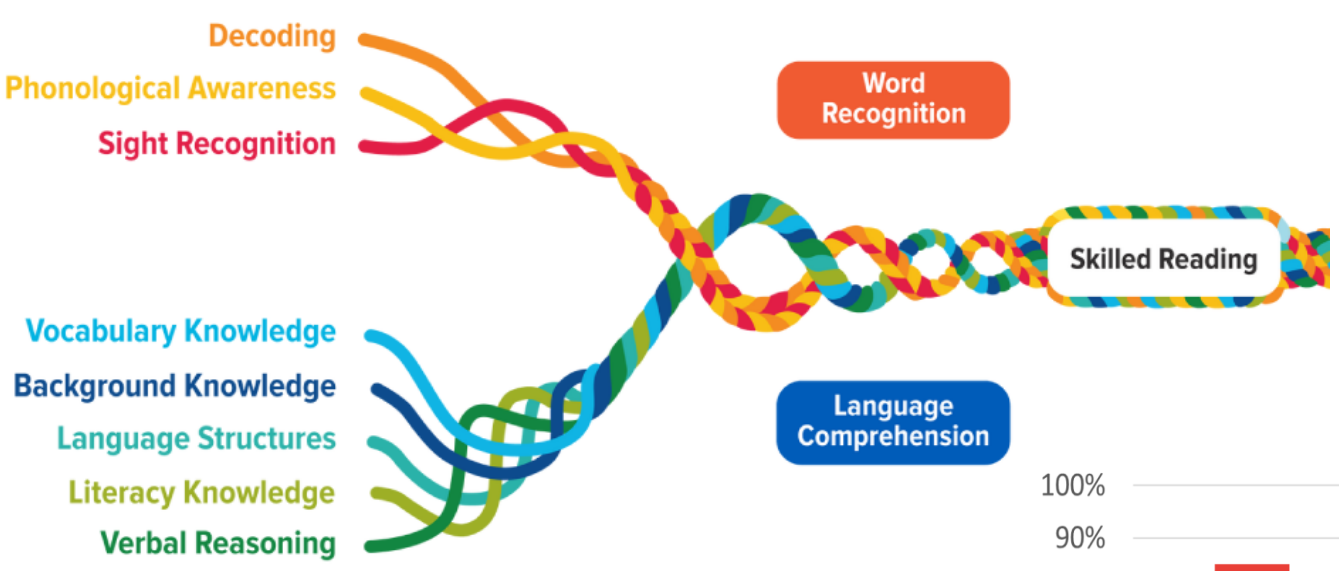 Decoding
Phonological Awareness
Sight Recognition
Word
Recognition
Skilled Reading
Vocabulary Knowledge
Background Knowledge
Language Structures
Literacy Knowledge
Verbal Reasoning
Language
Comprehension
100%
90%